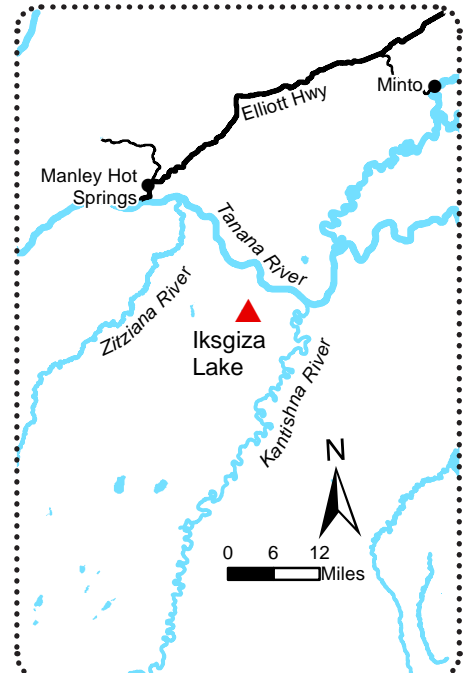 Minto
Elliott Hwy
Manley Hot
Springs
Tanana River
Zitziana River
Iksgiza
Lake
Kantishna River
N
0 6 12
Miles